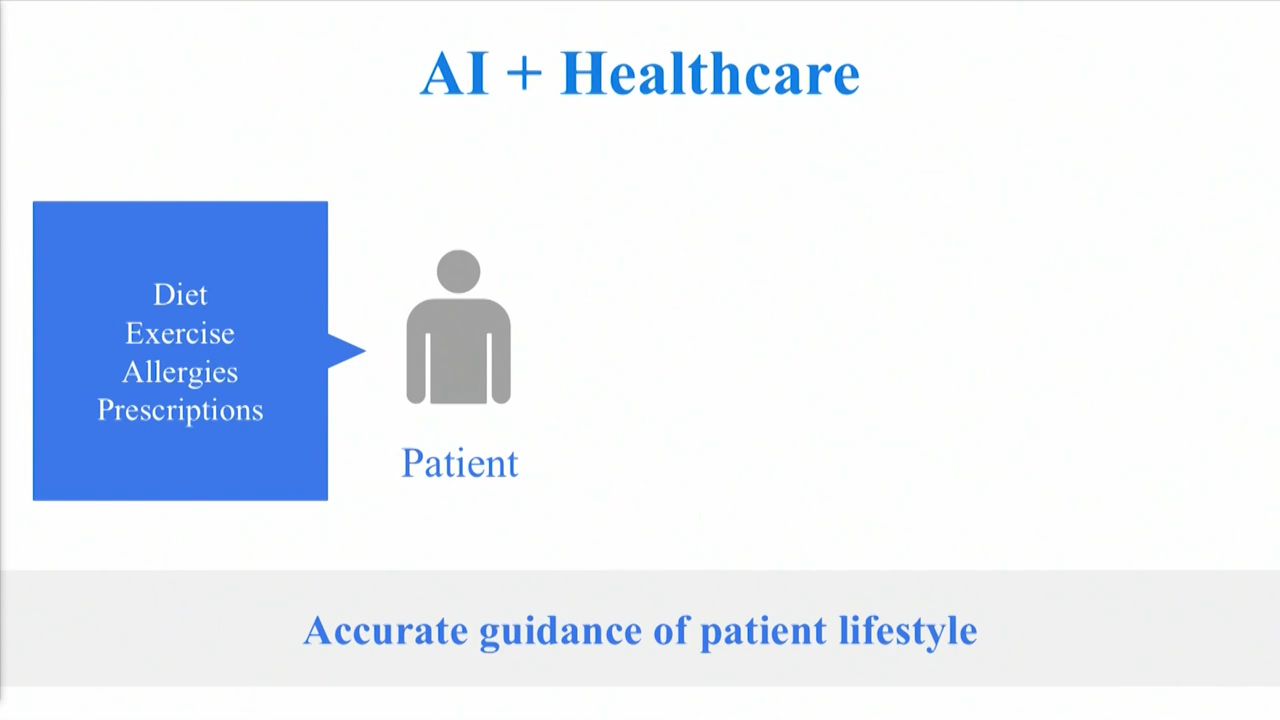 AI + Healthcare
Diet
Exercise
Allergies
Prescriptions
Patient
Accurate guidance of patient lifestyle